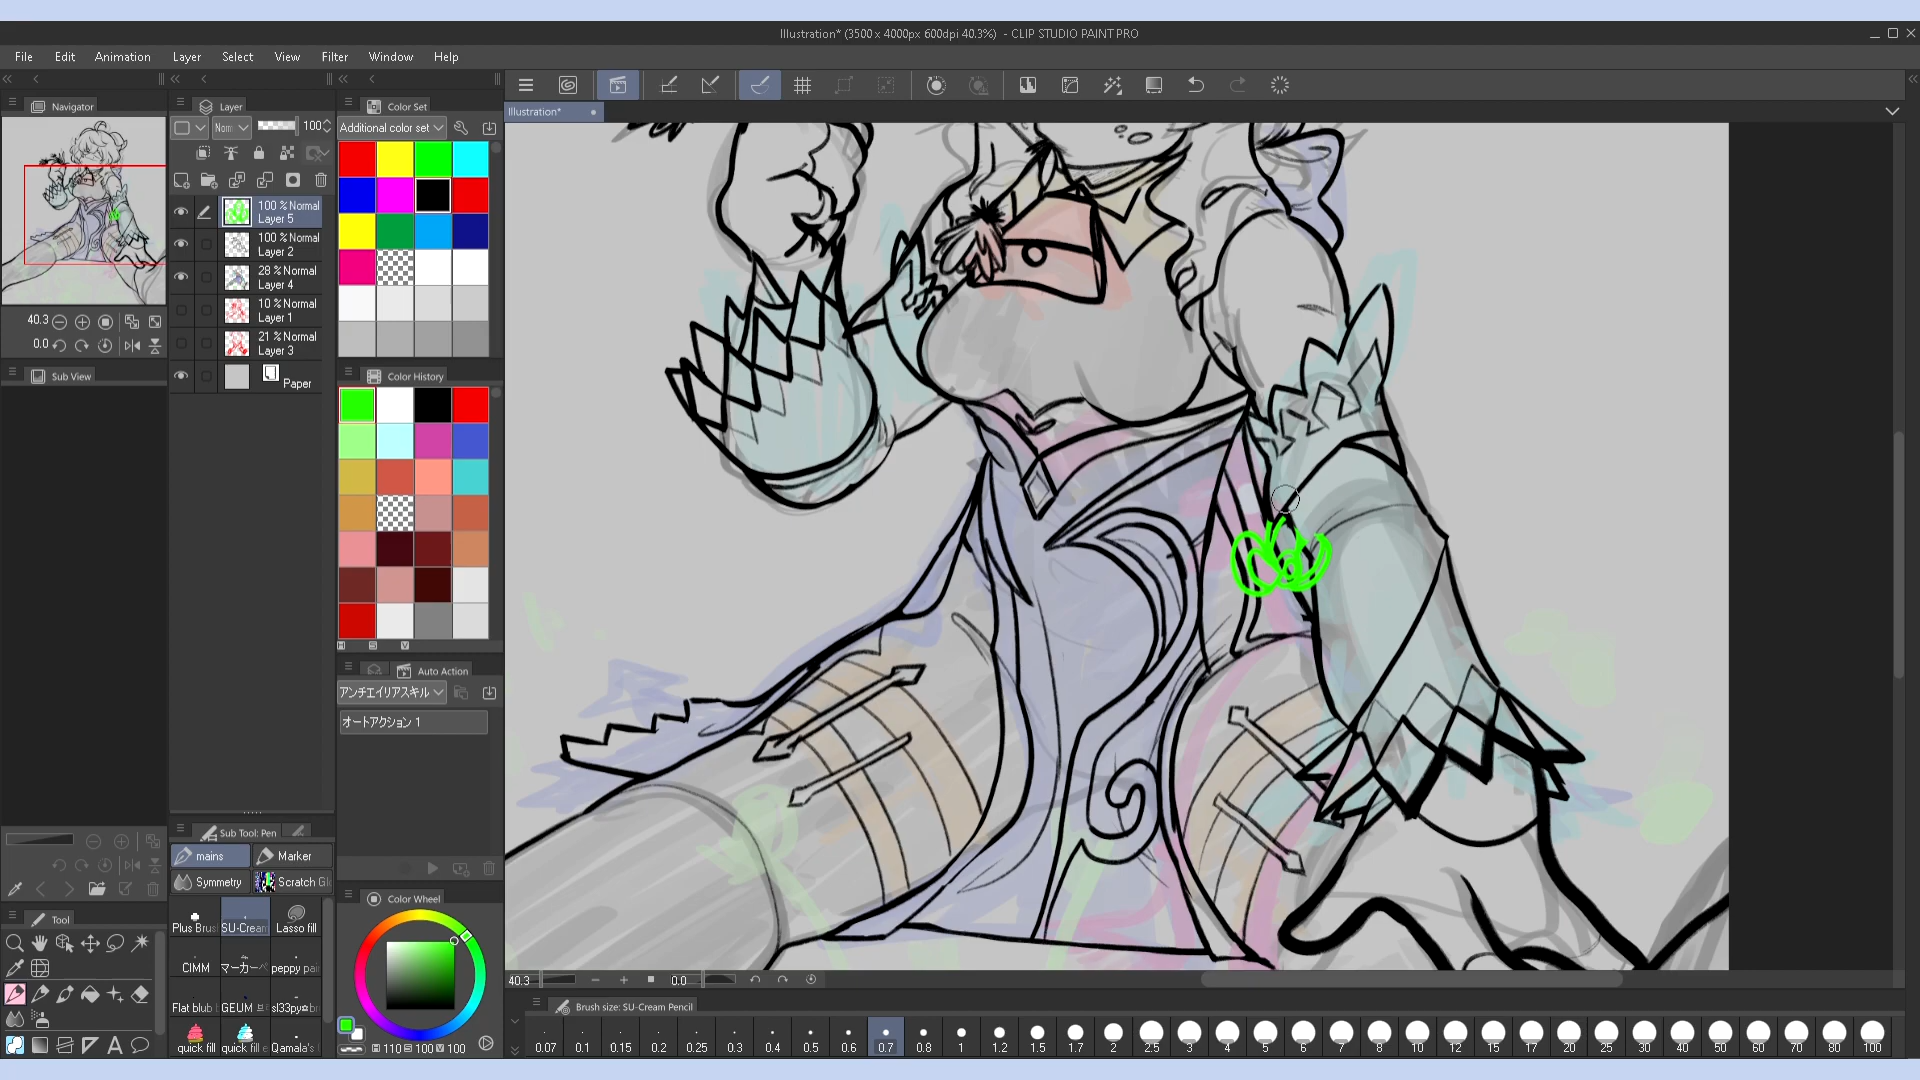 Illustration* (3500 x 4000px 600dpi 40.3%) - CLIP STUDIO PAINT PRO
File Edit Animation Layer Select View Filter Window Help
Navigator
Layer
Color Set
Illustration*
Additional color set
100
100 % Normal
Layer 5
100 % Normal
Layer 2
28 % Normal
Layer 4
10 % Normal
Layer 1
21 % Normal
Layer 3
Paper
40.3
0.0
Sub View
Color History
Auto Action
アンチエイリアスキル
オートアクション 1
Sub Tool: Pen
mains
Marker
Symmetry
Scratch Gl
Plus Brus
SU-Cream
Lasso fill
CIMM
マーカーペ
peppy pai
Flat blub
GEUM
quick fill
quick fill e
Qamala's
Tool
Color Wheel
H 110 S 100 V 100
40.3
0.0
Brush size: SU-Cream Pencil
0.07 0.1 0.15 0.2 0.25 0.3 0.4 0.5 0.6 0.7 0.8 1 1.2 1.5 1.7 2 2.5 3 4 5 6 7 8 10 12 15 17 20 25 30 40 50 60 70 80 100